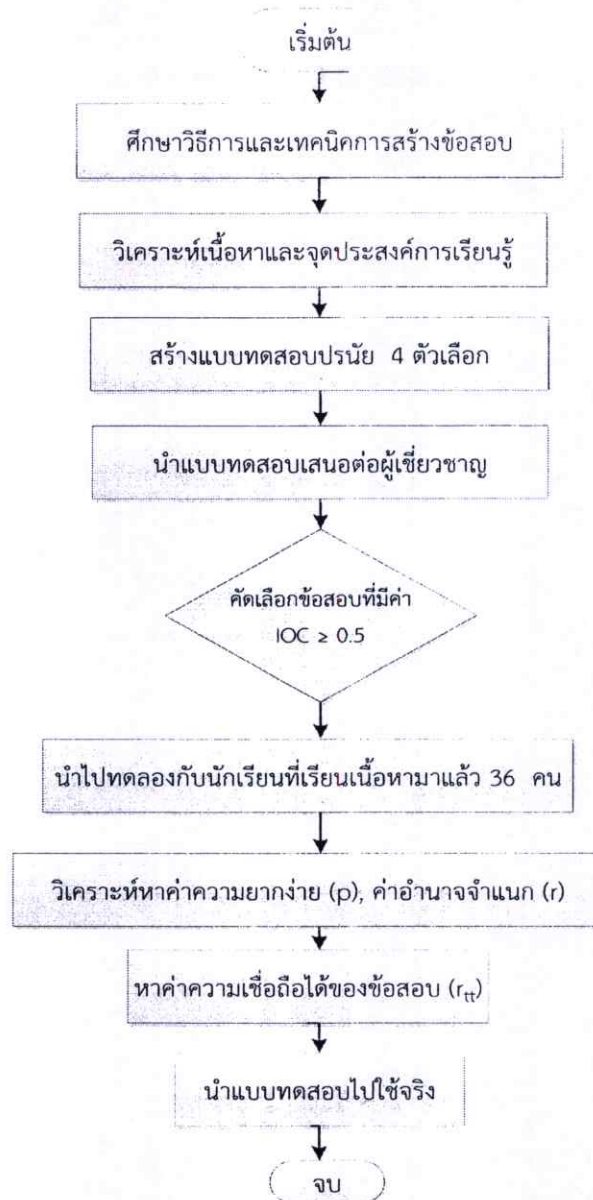 เริ่มต้น
ศึกษาวิธีการและเทคนิคการสร้างข้อสอบ
วิเคราะห์เนื้อหาและจุดประสงค์การเรียนรู้
สร้างแบบทดสอบปรนัย 4 ตัวเลือก
นำแบบทดสอบเสนอต่อผู้เชี่ยวชาญ
คัดเลือกข้อสอบที่มีค่า
IOC ≥ 0.5
นำไปทดลองกับนักเรียนที่เรียนเนื้อหามาแล้ว 36 คน
วิเคราะห์หาค่าความยากง่าย (p), ค่าอำนาจจำแนก (r)
หาค่าความเชื่อถือได้ของข้อสอบ (rtt)
นำแบบทดสอบไปใช้จริง
จบ